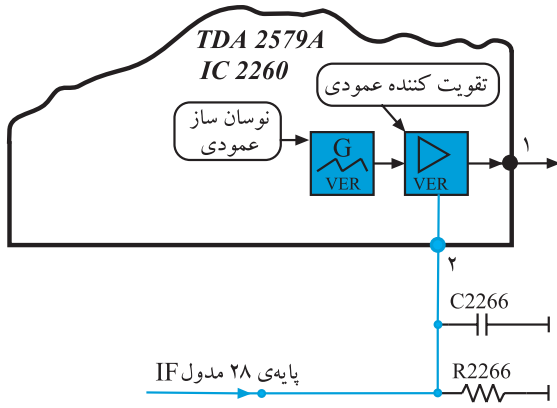 TDA 2579A
IC 2260
تقویت کننده عمودی
نوسان ساز
عمودی
G
VER
VER
۱
۲
C2266
R2266
پایه‌ی ۲۸ مدول IF